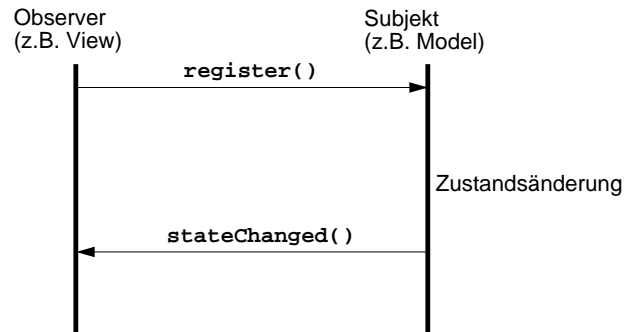 Observer
(z.B. View)
Subjekt
(z.B. Model)
register()
Zustandsänderung
stateChanged()